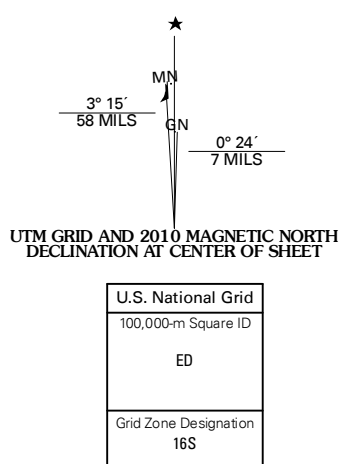 ★
MN
3° 15´
58 MILS
GN
0° 24´
7 MILS
UTM GRID AND 2010 MAGNETIC NORTH
DECLINATION AT CENTER OF SHEET
U.S. National Grid
100,000-m Square ID
ED
Grid Zone Designation
16S